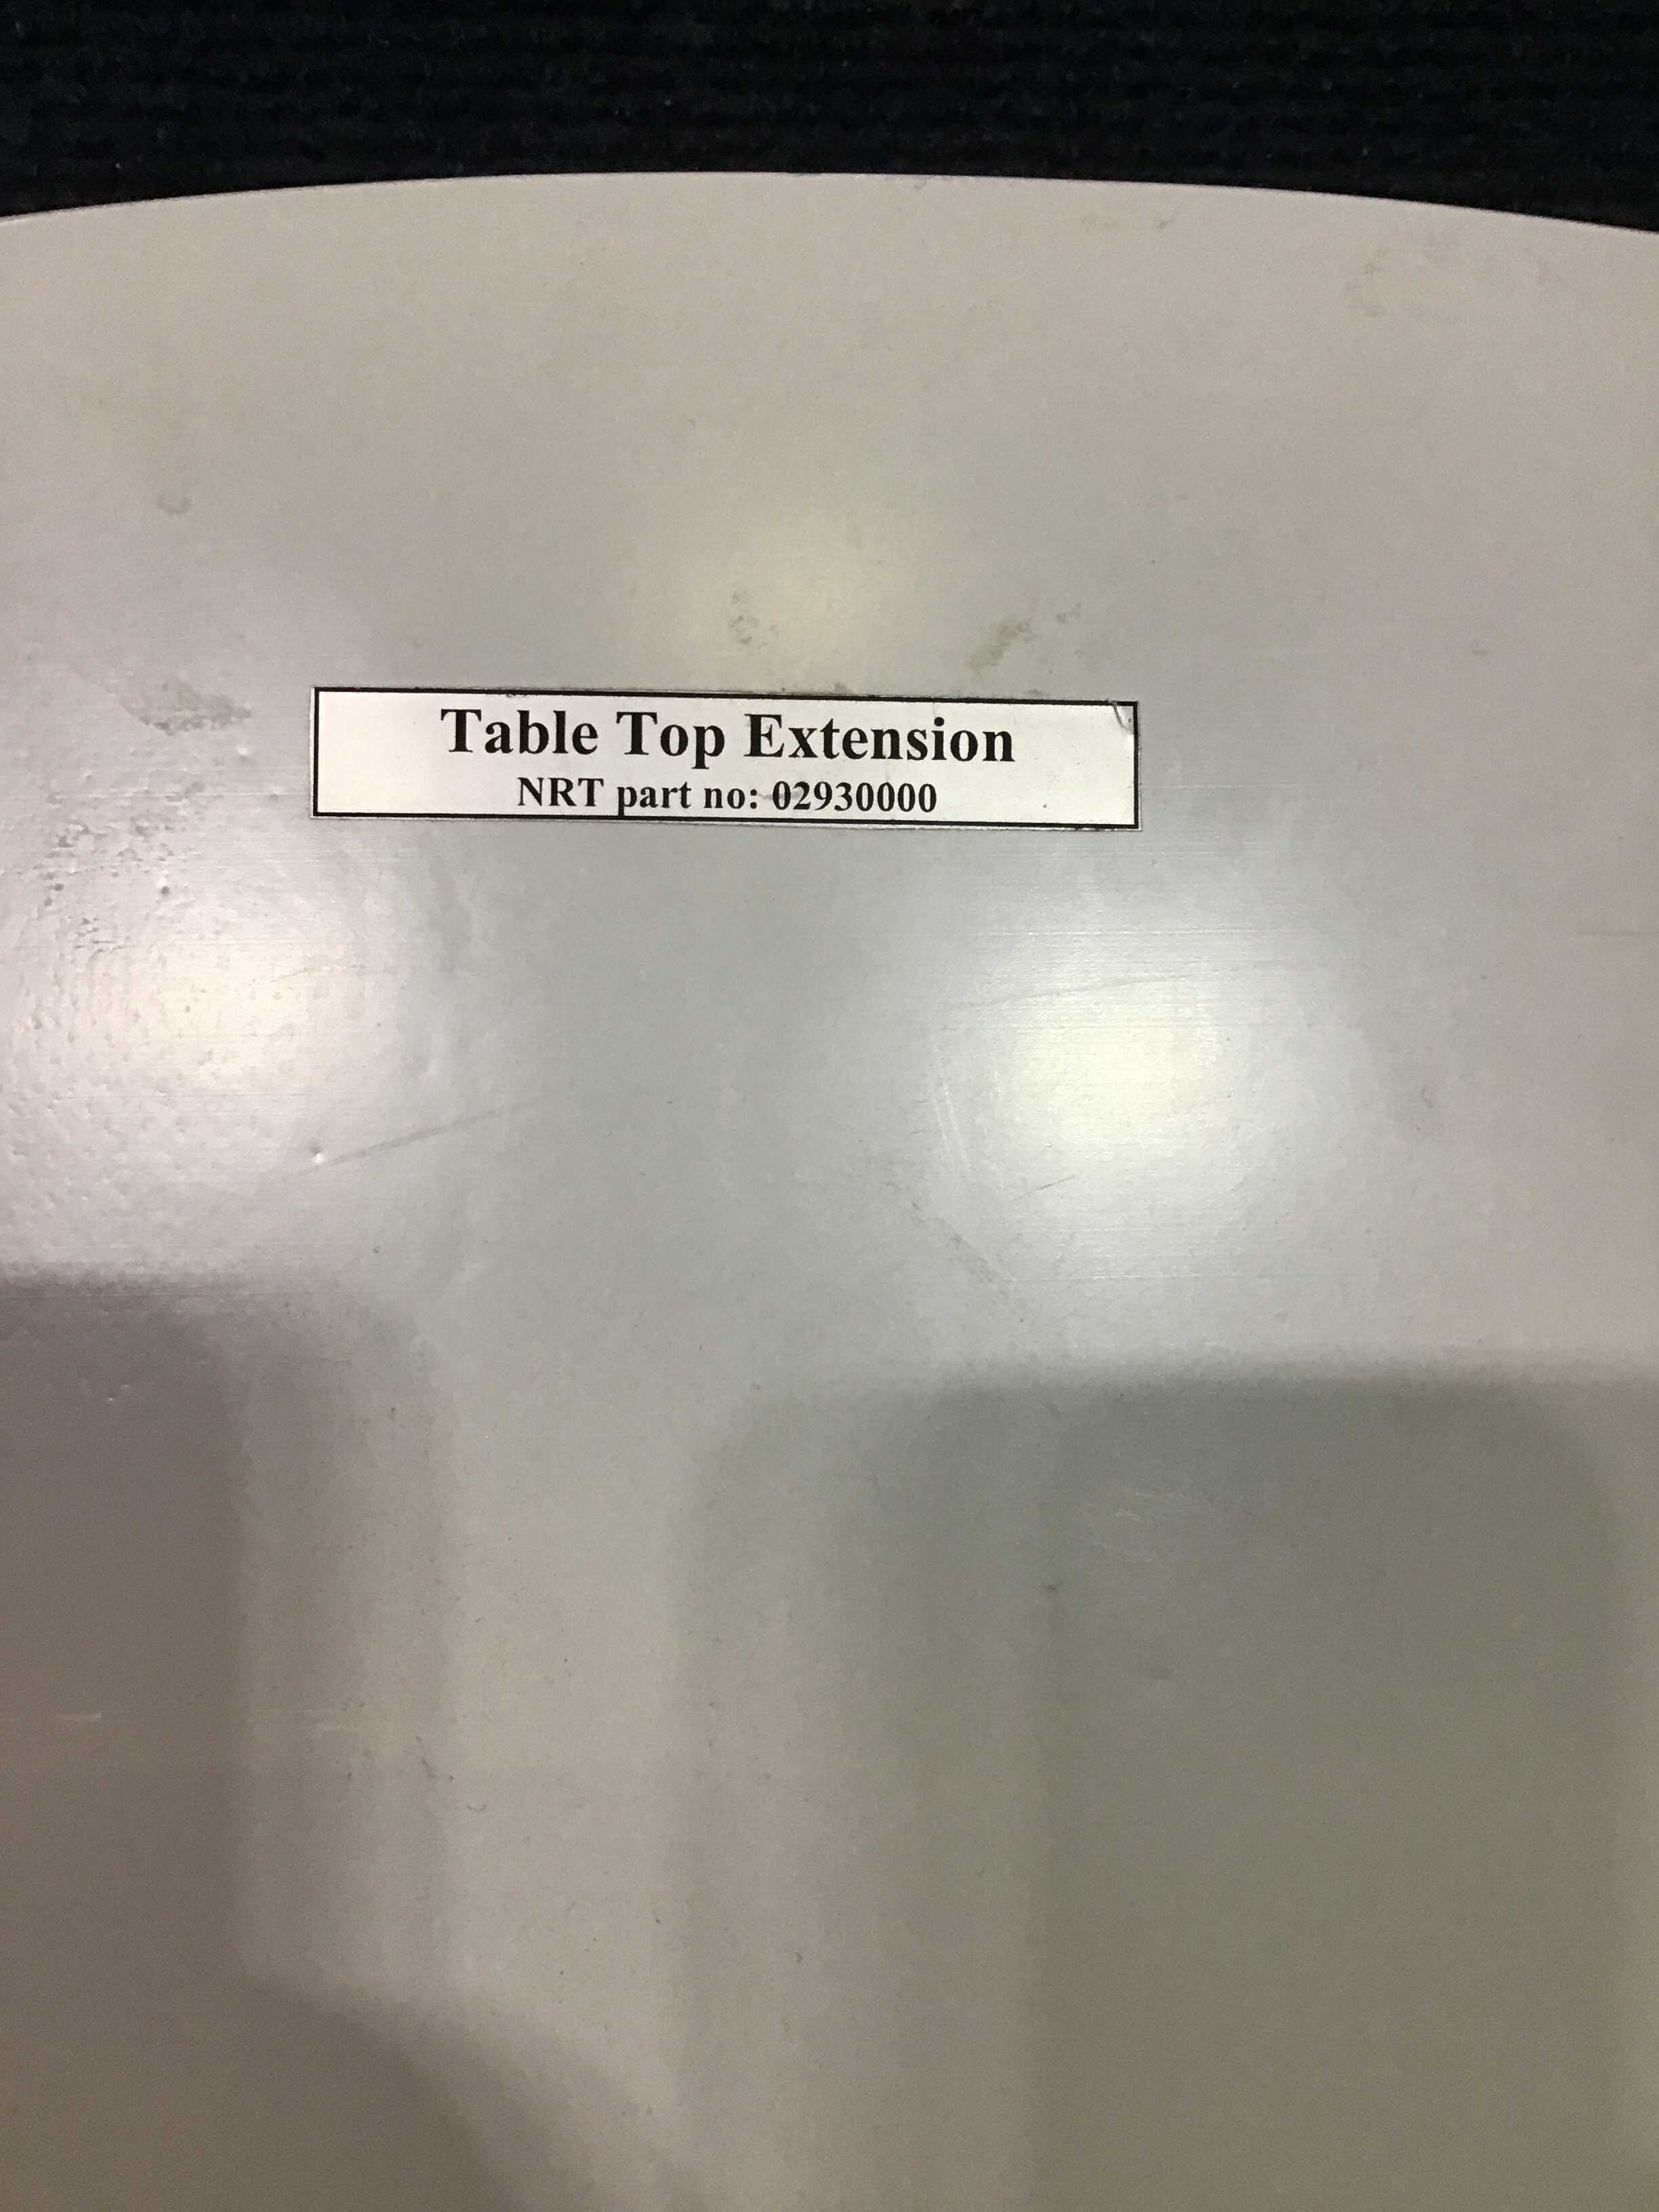 Table Top Extension
NRT part no: 02930000